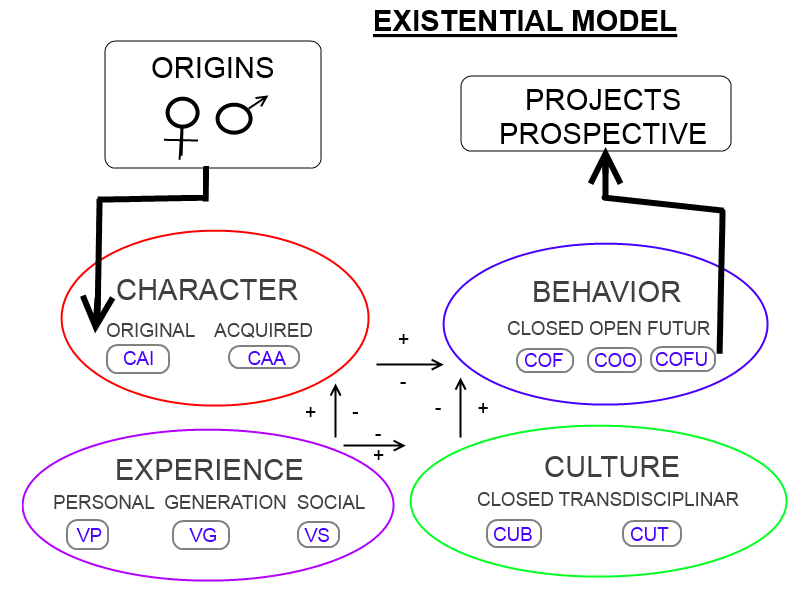 EXISTENTIAL MODEL
ORIGINS
PROJECTS
PROSPECTIVE
CHARACTER
ORIGINAL ACQUIRED
CAI CAA
BEHAVIOR
CLOSED OPEN FUTUR
COF COO COFU
+
-
+ -
- +
-
+
EXPERIENCE
PERSONAL GENERATION SOCIAL
VP VG VS
CULTURE
CLOSED TRANSDISCIPLINAR
CUB CUT